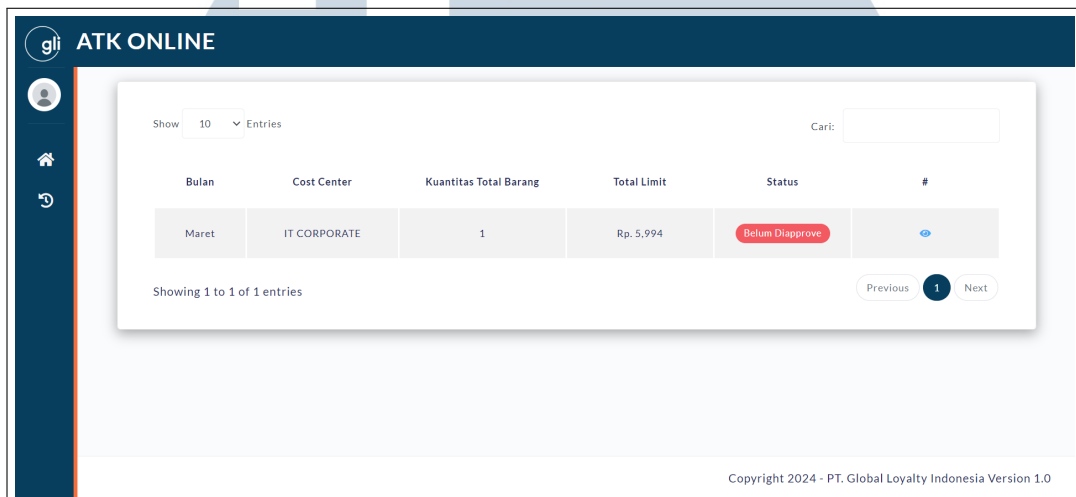 gli ATK ONLINE
Show 10 Entries Cari:
Bulan Cost Center Kuantitas Total Barang Total Limit Status #
Maret IT CORPORATE 1 Rp. 5,994 Belum Diapprove
Showing 1 to 1 of 1 entries Previous 1 Next
Copyright 2024 - PT. Global Loyalty Indonesia Version 1.0